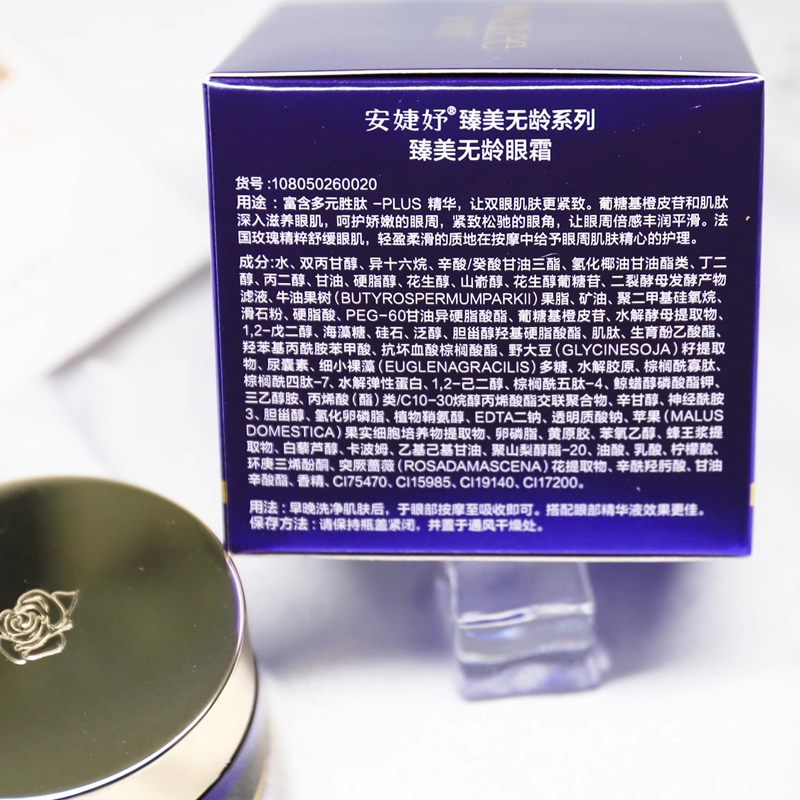 安婕妤®臻美无龄系列
臻美无龄眼霜
货号:108050260020
用途：富含多元胜肽 -PLUS 精华，让双眼肌肤更紧致。葡糖基橙皮苷和肌肽
深入滋养眼肌，呵护娇嫩的眼周，紧致松驰的眼角，让眼周倍感丰润平滑。法
国玫瑰精粹舒缓眼肌，轻盈柔滑的质地在按摩中给予眼周肌肤精心的护理。
成分:水、双丙甘醇、异十六烷、辛酸/癸酸甘油三酯、氢化椰油甘油酯类、丁二
醇、丙二醇、甘油、硬脂醇、花生醇、山嵛醇、花生醇葡糖苷、二裂酵母发酵产物
滤液、牛油果树(BUTYROSPERMUMPARKII)果脂、矿油、聚二甲基硅氧烷、
滑石粉、硬脂酸、PEG-60甘油异硬脂酸酯、葡糖基橙皮苷、水解酵母提取物、
1,2-戊二醇、海藻糖、硅石、泛醇、胆甾醇羟基硬脂酸酯、肌肽、生育酚乙酸酯、
羟苯基丙酰胺苯甲酸、抗坏血酸棕榈酸酯、野大豆(GLYCINESOJA)籽提取
物、尿囊素、细小裸藻(EUGLENAGRACILIS)多糖、水解胶原、棕榈酰寡肽、
棕榈酰四肽-7、水解弹性蛋白、1,2-己二醇、棕榈酰五肽-4、鲸蜡醇磷酸酯钾、
三乙醇胺、丙烯酸(酯)类/C10-30烷醇丙烯酸酯交联聚合物、辛甘醇、神经酰胺
3、胆甾醇、氢化卵磷脂、植物鞘氨醇、EDTA二钠、透明质酸钠、苹果(MALUS
DOMESTICA)果实细胞培养物提取物、卵磷脂、黄原胶、苯氧乙醇、蜂王浆提
取物、白藜芦醇、卡波姆、乙基己基甘油、聚山梨醇酯-20、油酸、乳酸、柠檬酸、
环庚三烯酚酮、突厥蔷薇(ROSADAMASCENA)花提取物、辛酰羟肟酸、甘油
辛酸酯、香精、CI75470、CI15985、CI19140、CI17200。
用法：早晚洗净肌肤后，于眼部按摩至吸收即可。搭配眼部精华液效果更佳。
保存方法：请保持瓶盖紧闭，并置于通风干燥处。